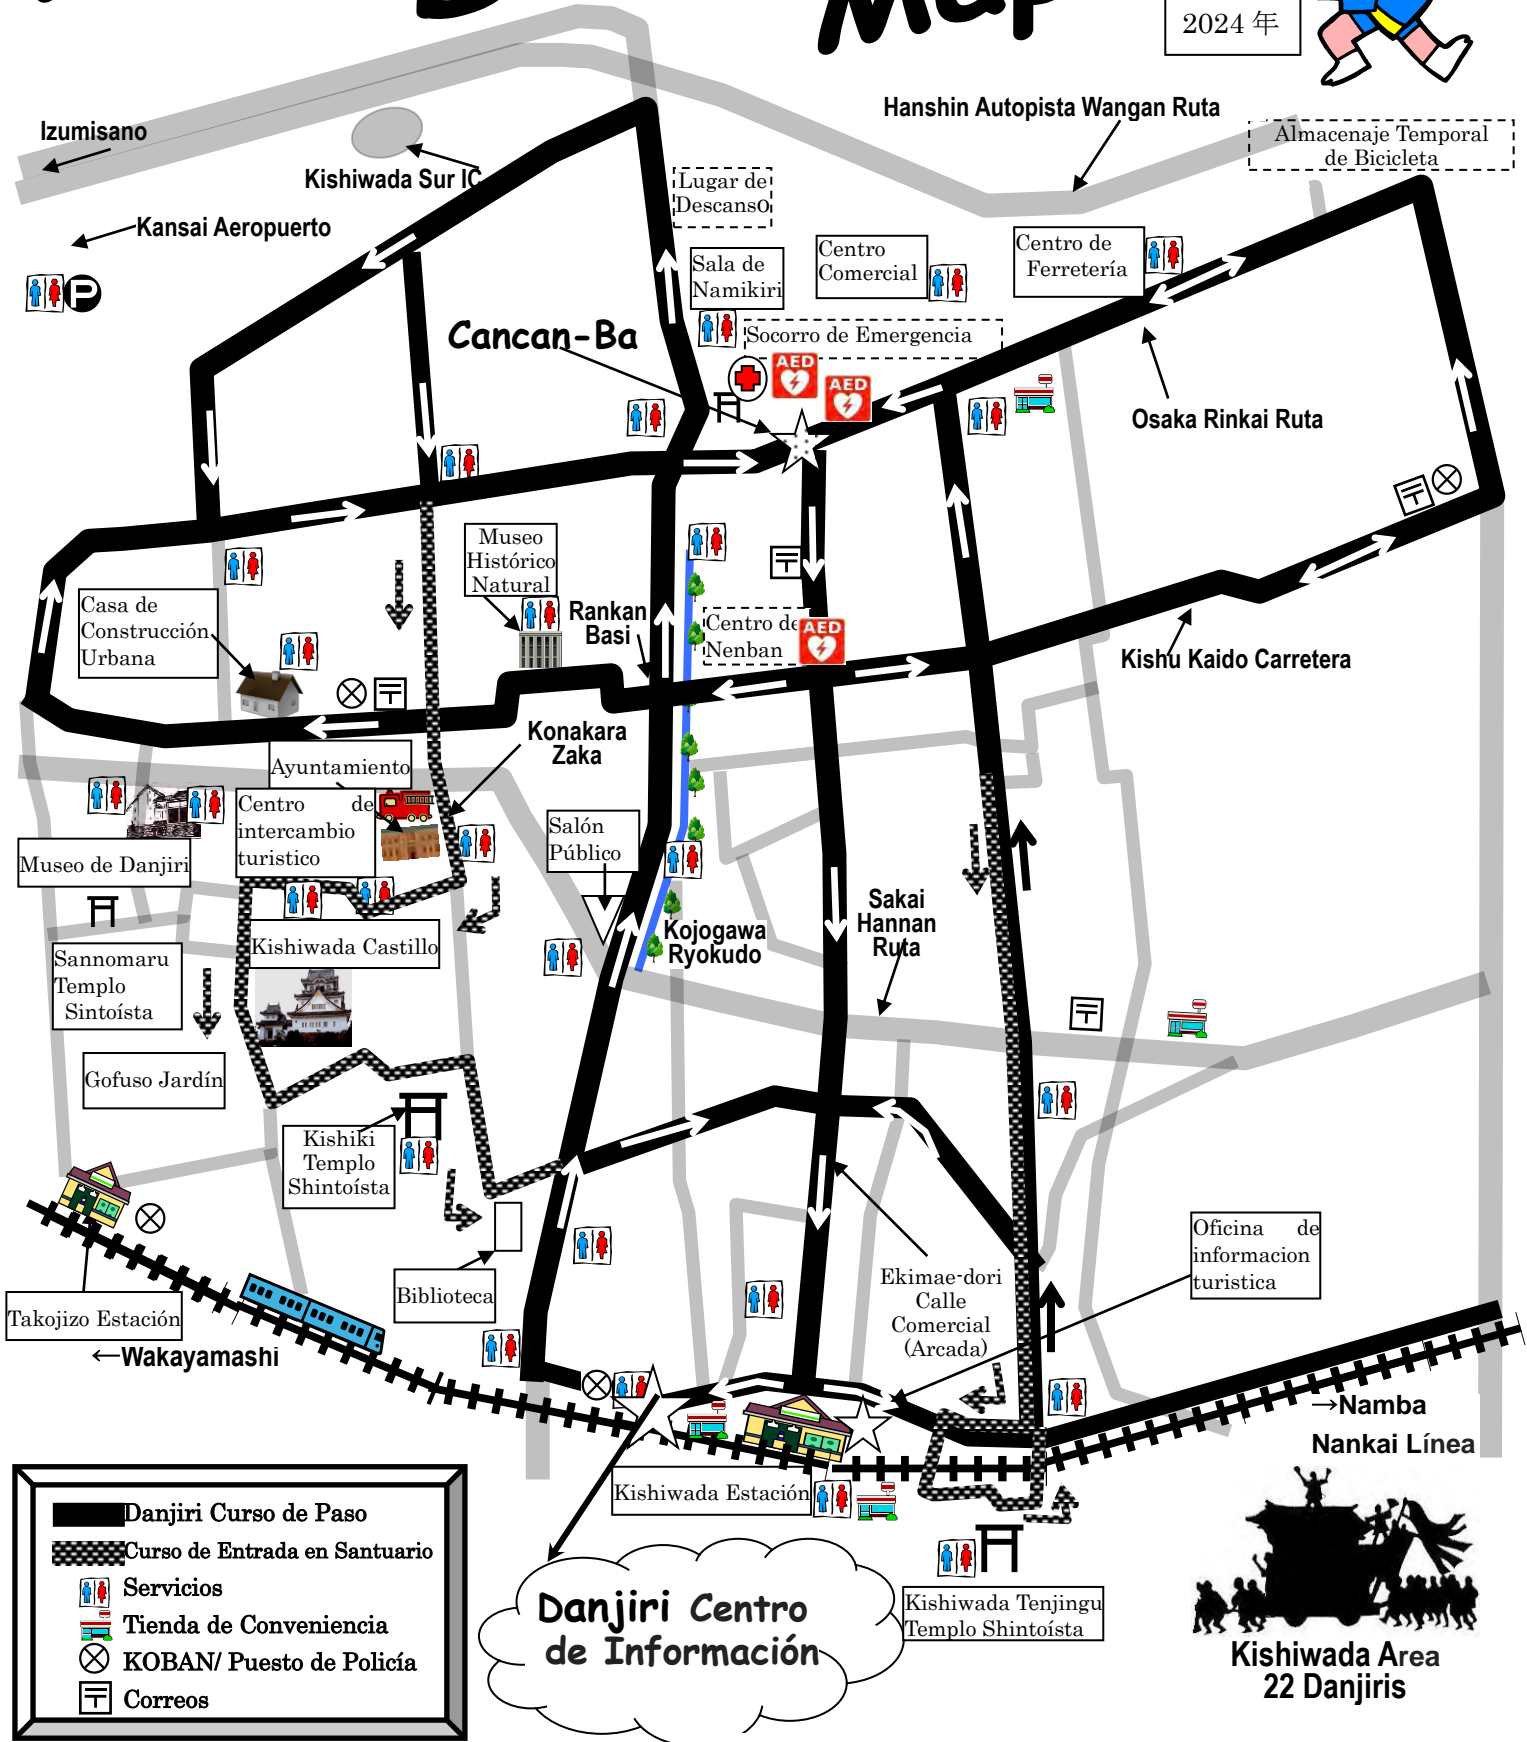 Map
2024 年
Hanshin Autopista Wangan Ruta
Almacenaje Temporal
de Bicicleta
Izumisano
Kishiwada Sur IC
Kansai Aeropuerto
P
Lugar de
Descanso
Sala de
Namikiri
Centro
Comercial
Centro de
Ferretería
Cancan-Ba
Socorro de Emergencia
AED
AED
Osaka Rinkai Ruta
Museo
Histórico
Natural
Casa de
Construcción
Urbana
Rankan
Basi
Centro de
Nenban
AED
Kishu Kaido Carretera
Konakara
Zaka
Ayuntamiento
Centro de
intercambio
turistico
Salón
Público
Museo de Danjiri
Kishiwada Castillo
Kojogawa
Ryokudo
Sakai
Hannan
Ruta
Sannomaru
Templo
Sintoísta
Gofuso Jardín
Kishiki
Templo
Shintoísta
Biblioteca
Takojizo Estación
←Wakayamashi
Ekimae-dori
Calle
Comercial
(Arcada)
Oficina de
informacion
turistica
→Namba
Nankai Línea
Kishiwada Estación
Kishiwada Tenjingu
Templo Shintoísta
Danjiri Centro
de Información
Danjiri Curso de Paso
Curso de Entrada en Santuario
Servicios
Tienda de Conveniencia
KOBAN/ Puesto de Policía
Correos
Kishiwada Area
22 Danjiris